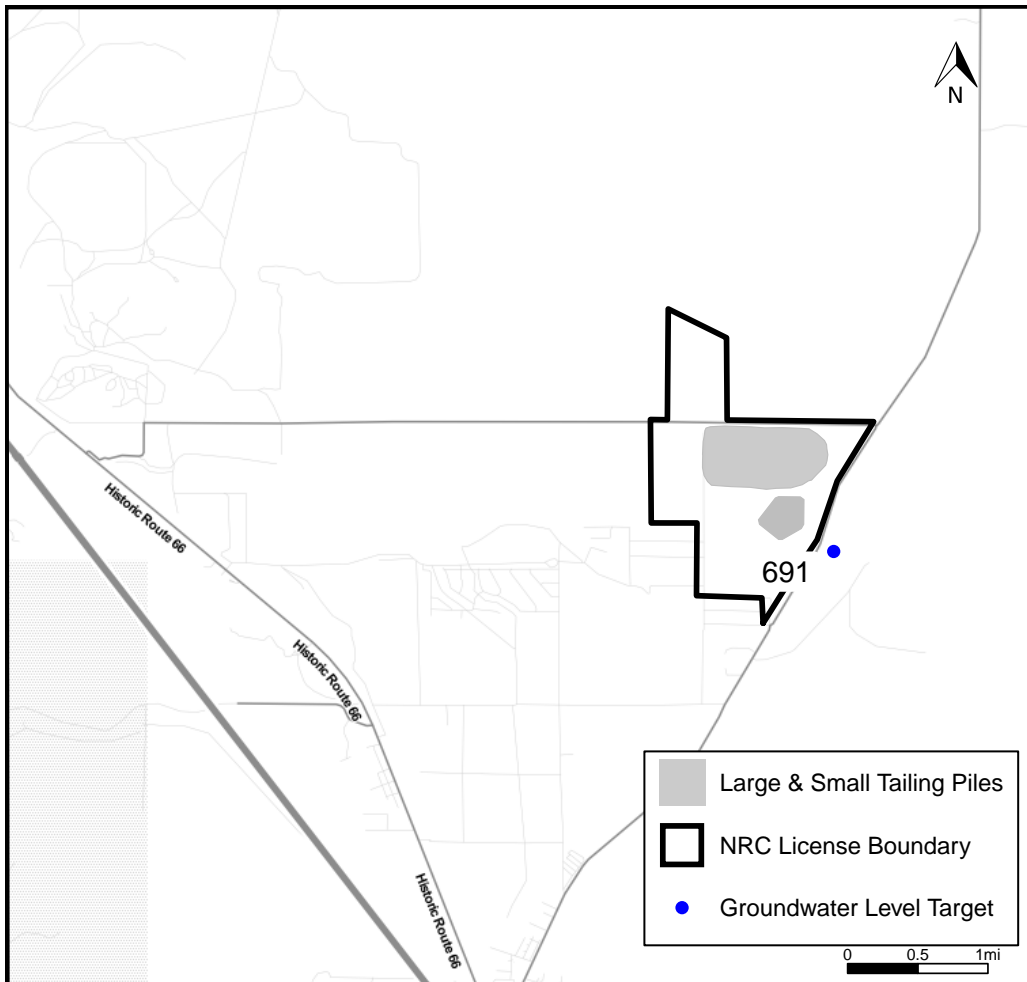 N
Historic Route 66
691
Historic Route 66
Historic Route 66
Large & Small Tailing Piles
NRC License Boundary
Groundwater Level Target
0 0.5 1mi